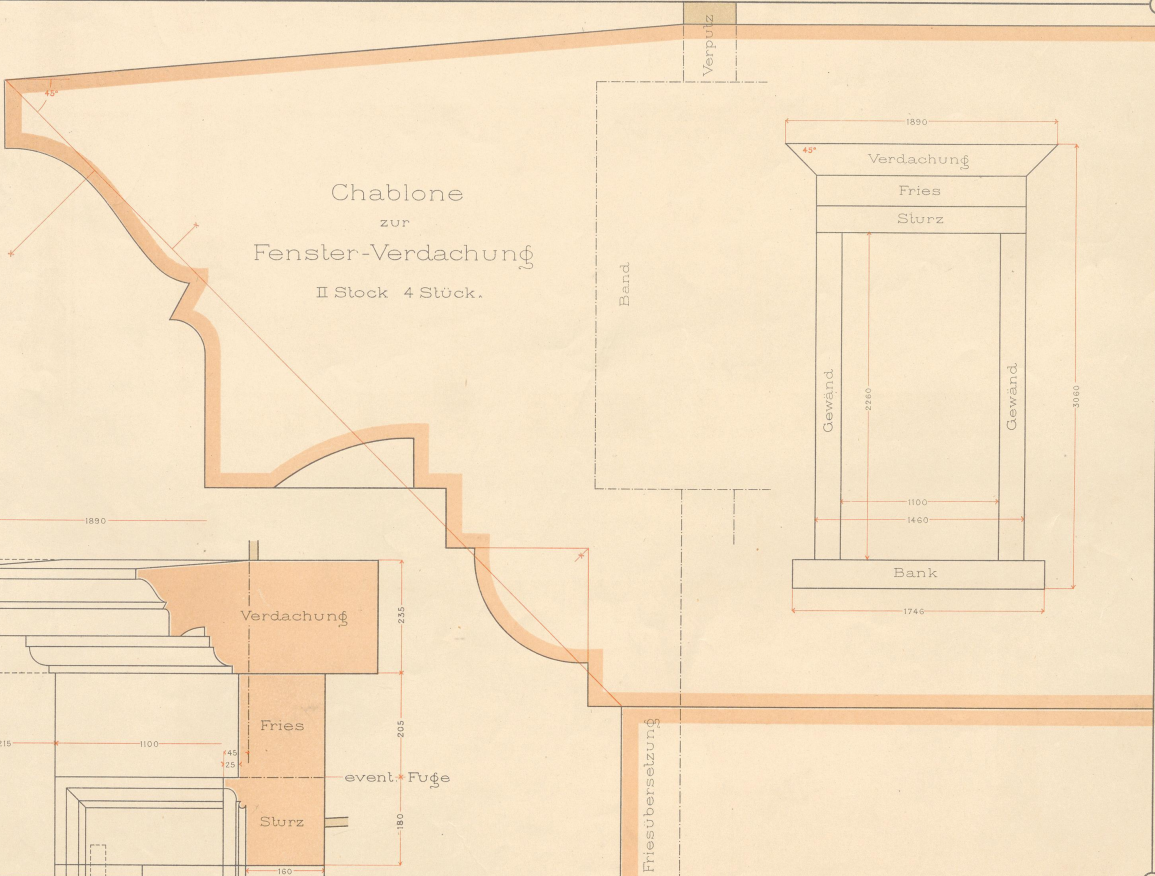 Verputz
45°
Chablone
zur
Fenster-Verdachung
II Stock 4 Stück.
Band
1890
45°
Verdachung
Fries
Sturz
Gewänd
2260
Gewänd
3060
1100
1460
Bank
1746
1890
Verdachung
235
Fries
205
215
1100
45
25
event. Fuge
Sturz
180
160
Friesübersetzung